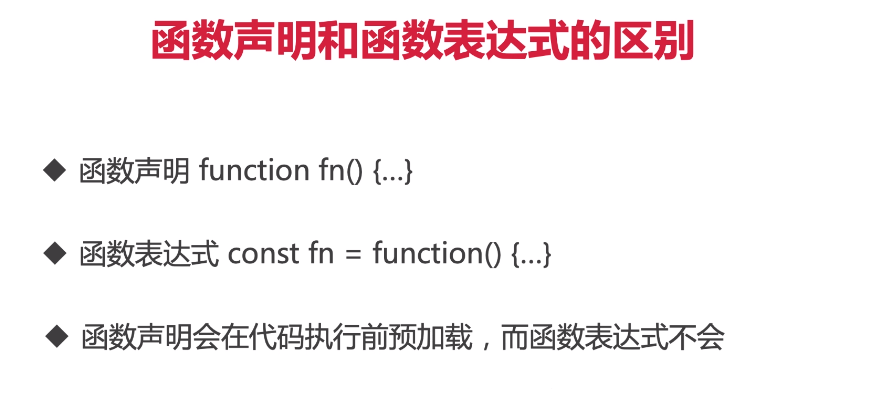 函数声明和函数表达式的区别
◆ 函数声明 function fn() {...}
◆ 函数表达式 const fn = function() {...}
◆ 函数声明会在代码执行前预加载，而函数表达式不会